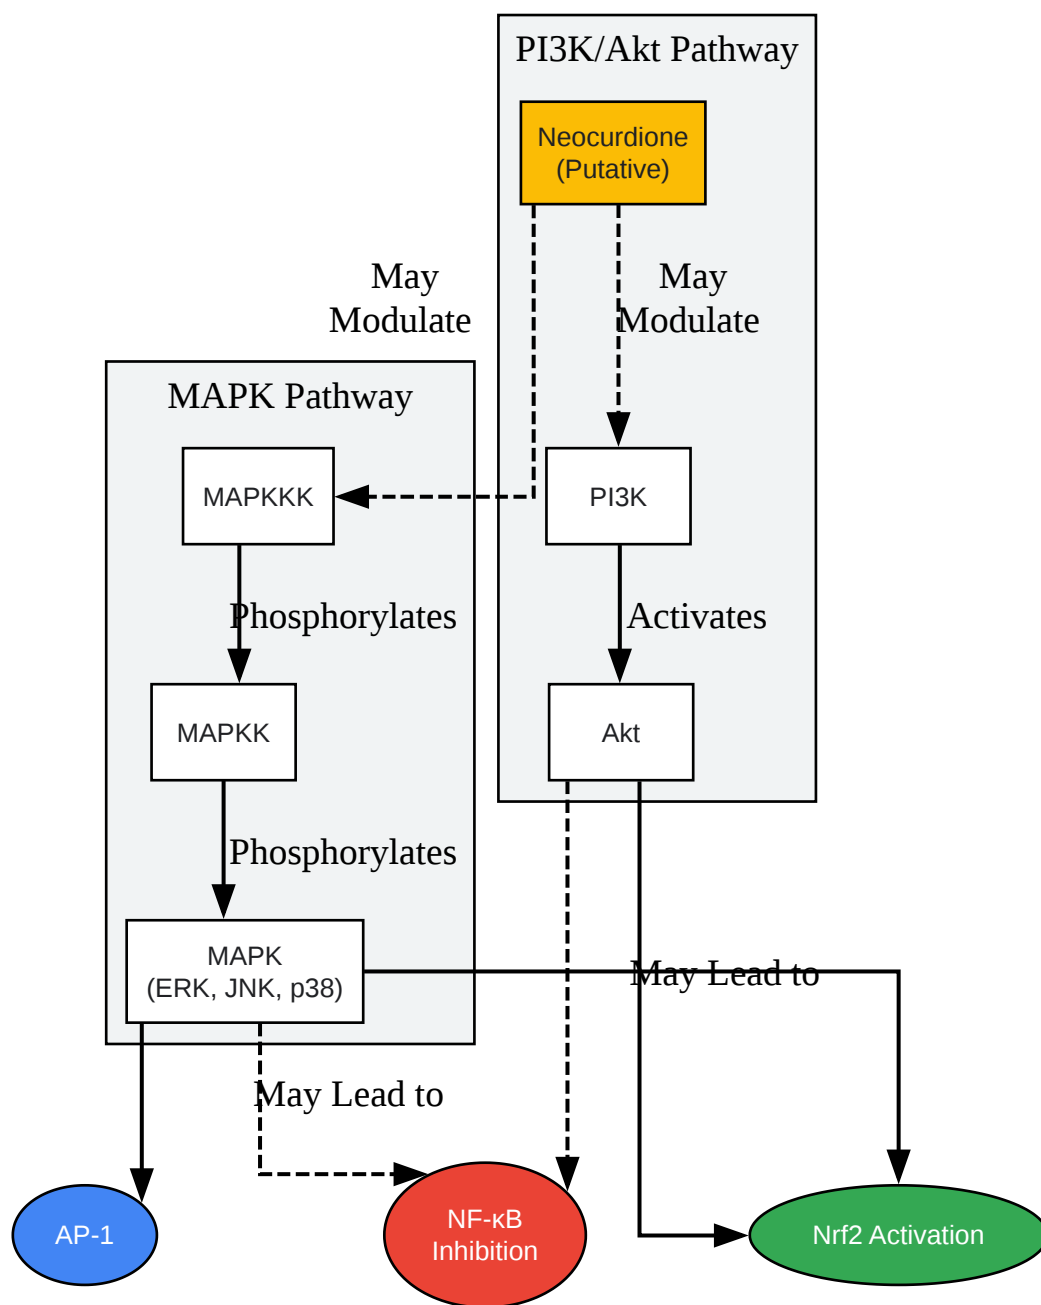 PI3K/Akt Pathway
Neocurdione
(Putative)
May
Modulate
May
Modulate
MAPK Pathway
MAPKKK
PI3K
Phosphorylates
Activates
MAPKK
Akt
Phosphorylates
MAPK
(ERK, JNK, p38)
May Lead to
May Lead to
AP-1
NF-κB
Inhibition
Nrf2 Activation